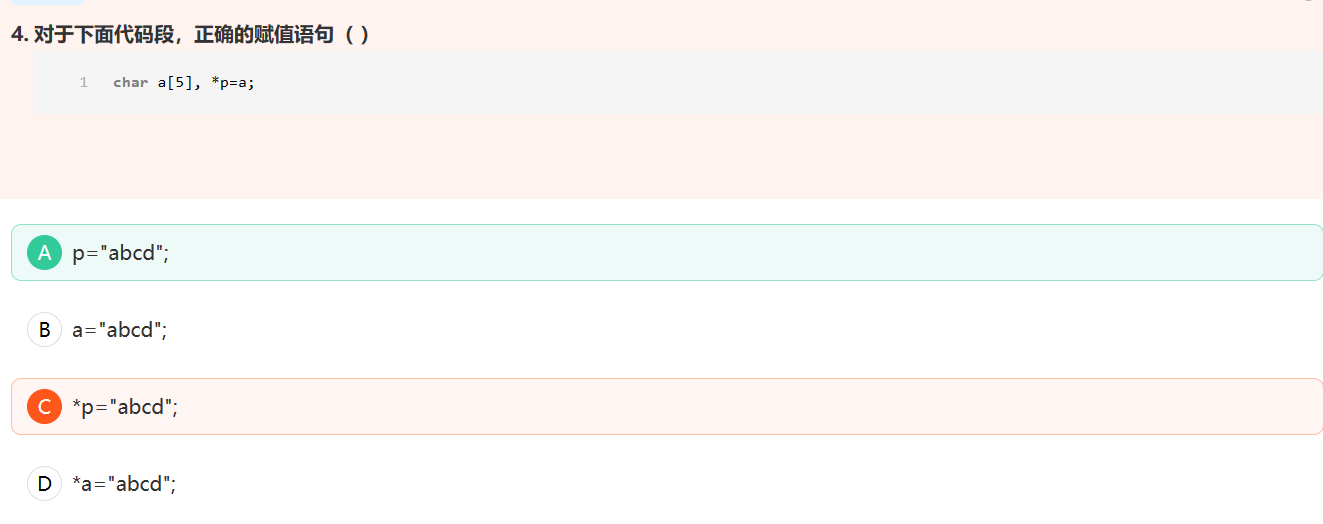 4. 对于下面代码段，正确的赋值语句（ ）
1 char a[5], *p=a;
A p="abcd";
B a="abcd";
C *p="abcd";
D *a="abcd";